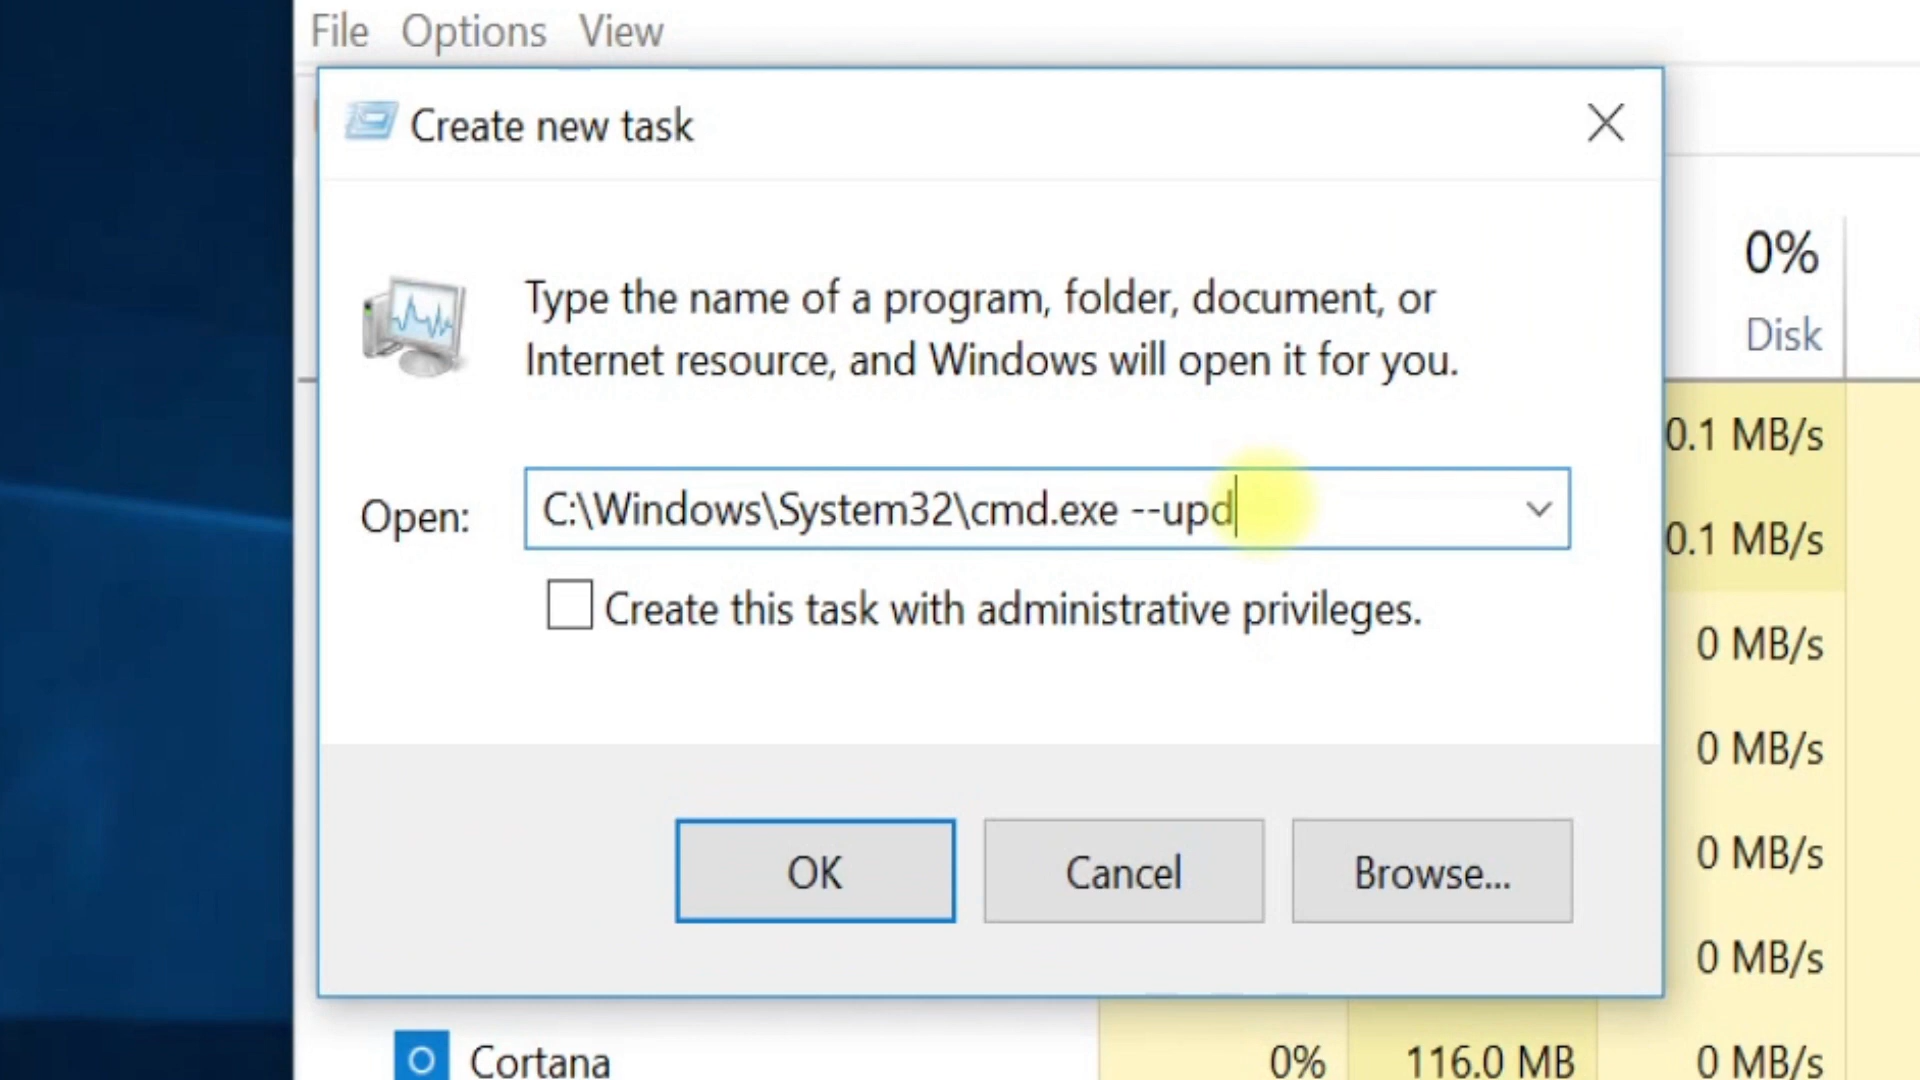 File Options View
Create new task
0%
Disk
Type the name of a program, folder, document, or
Internet resource, and Windows will open it for you.
0.1 MB/s
Open: C:\Windows\System32\cmd.exe --upd
0.1 MB/s
Create this task with administrative privileges.
0 MB/s
0 MB/s
OK Cancel Browse...
0 MB/s
0 MB/s
Cortana 0% 116.0 MB 0 MB/s